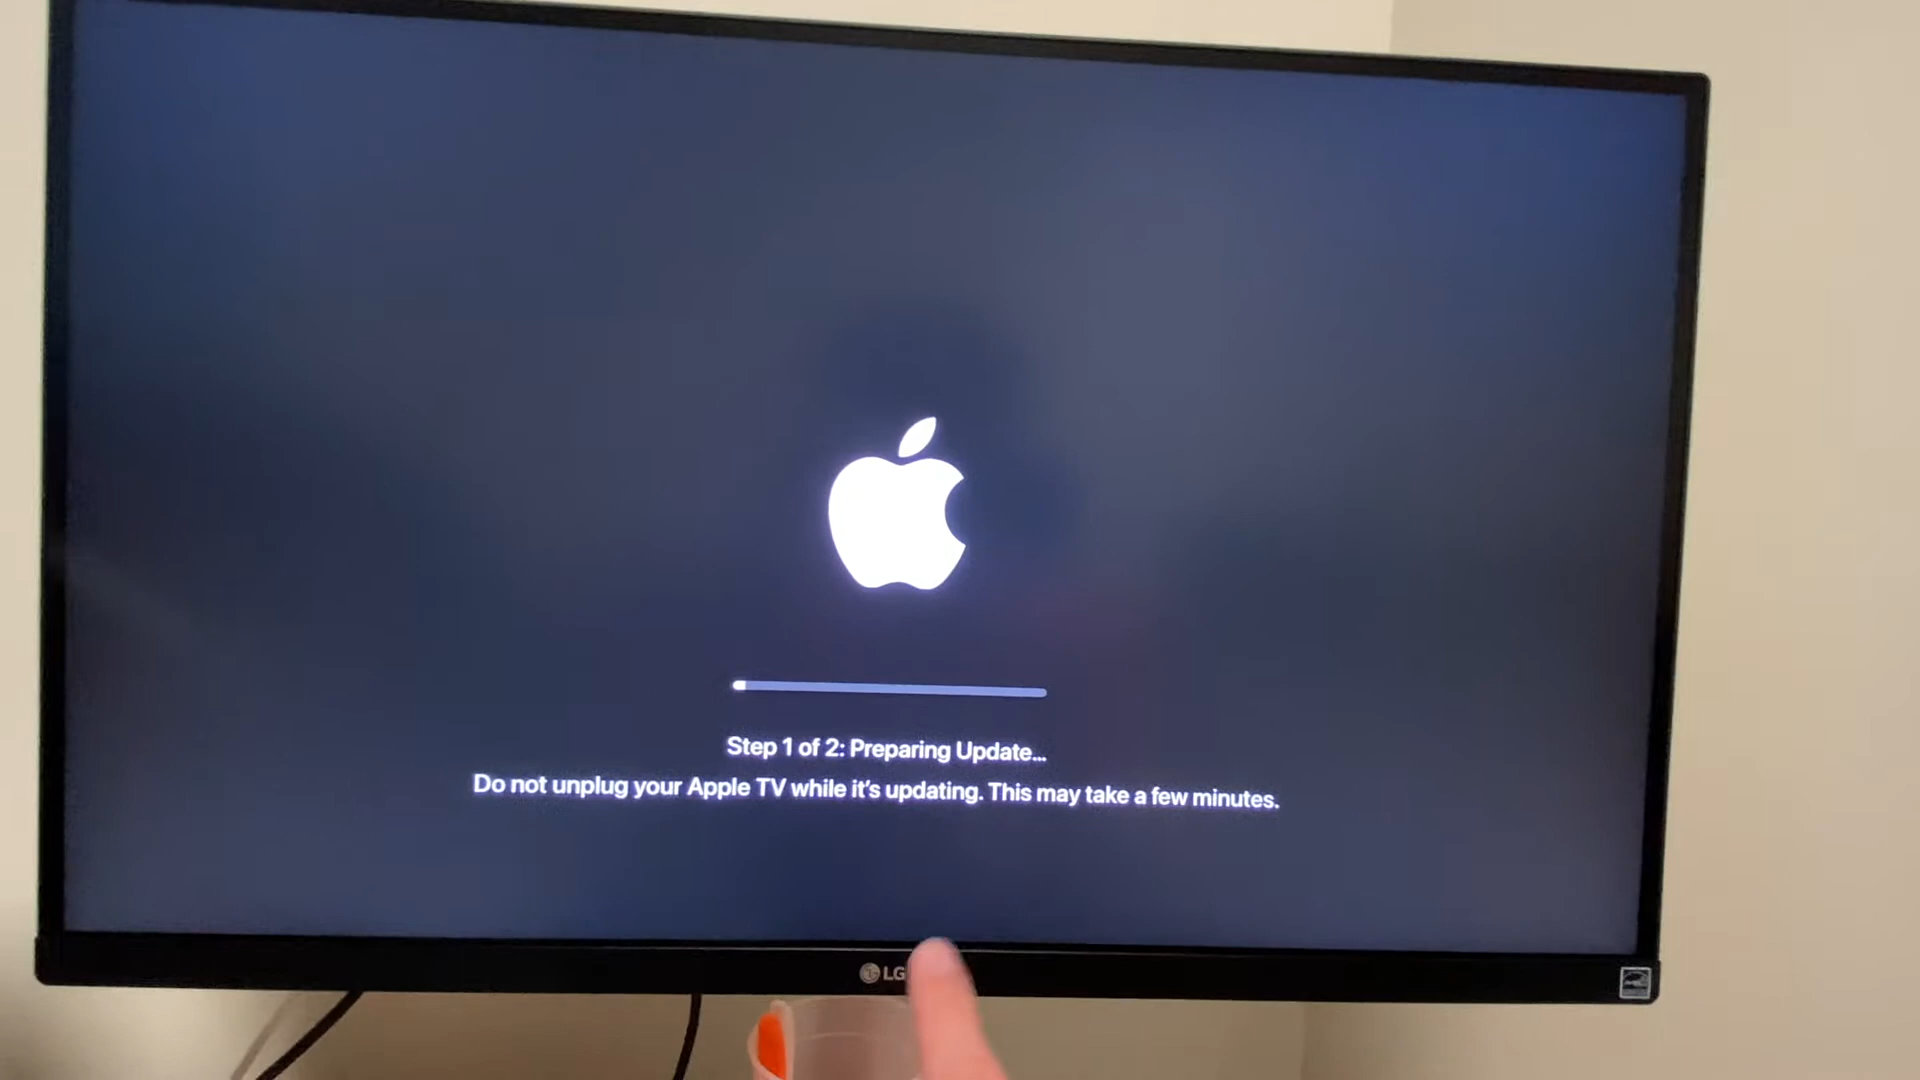 Step 1 of 2: Preparing Update...
Do not unplug your Apple TV while it's updating. This may take a few minutes.
LG